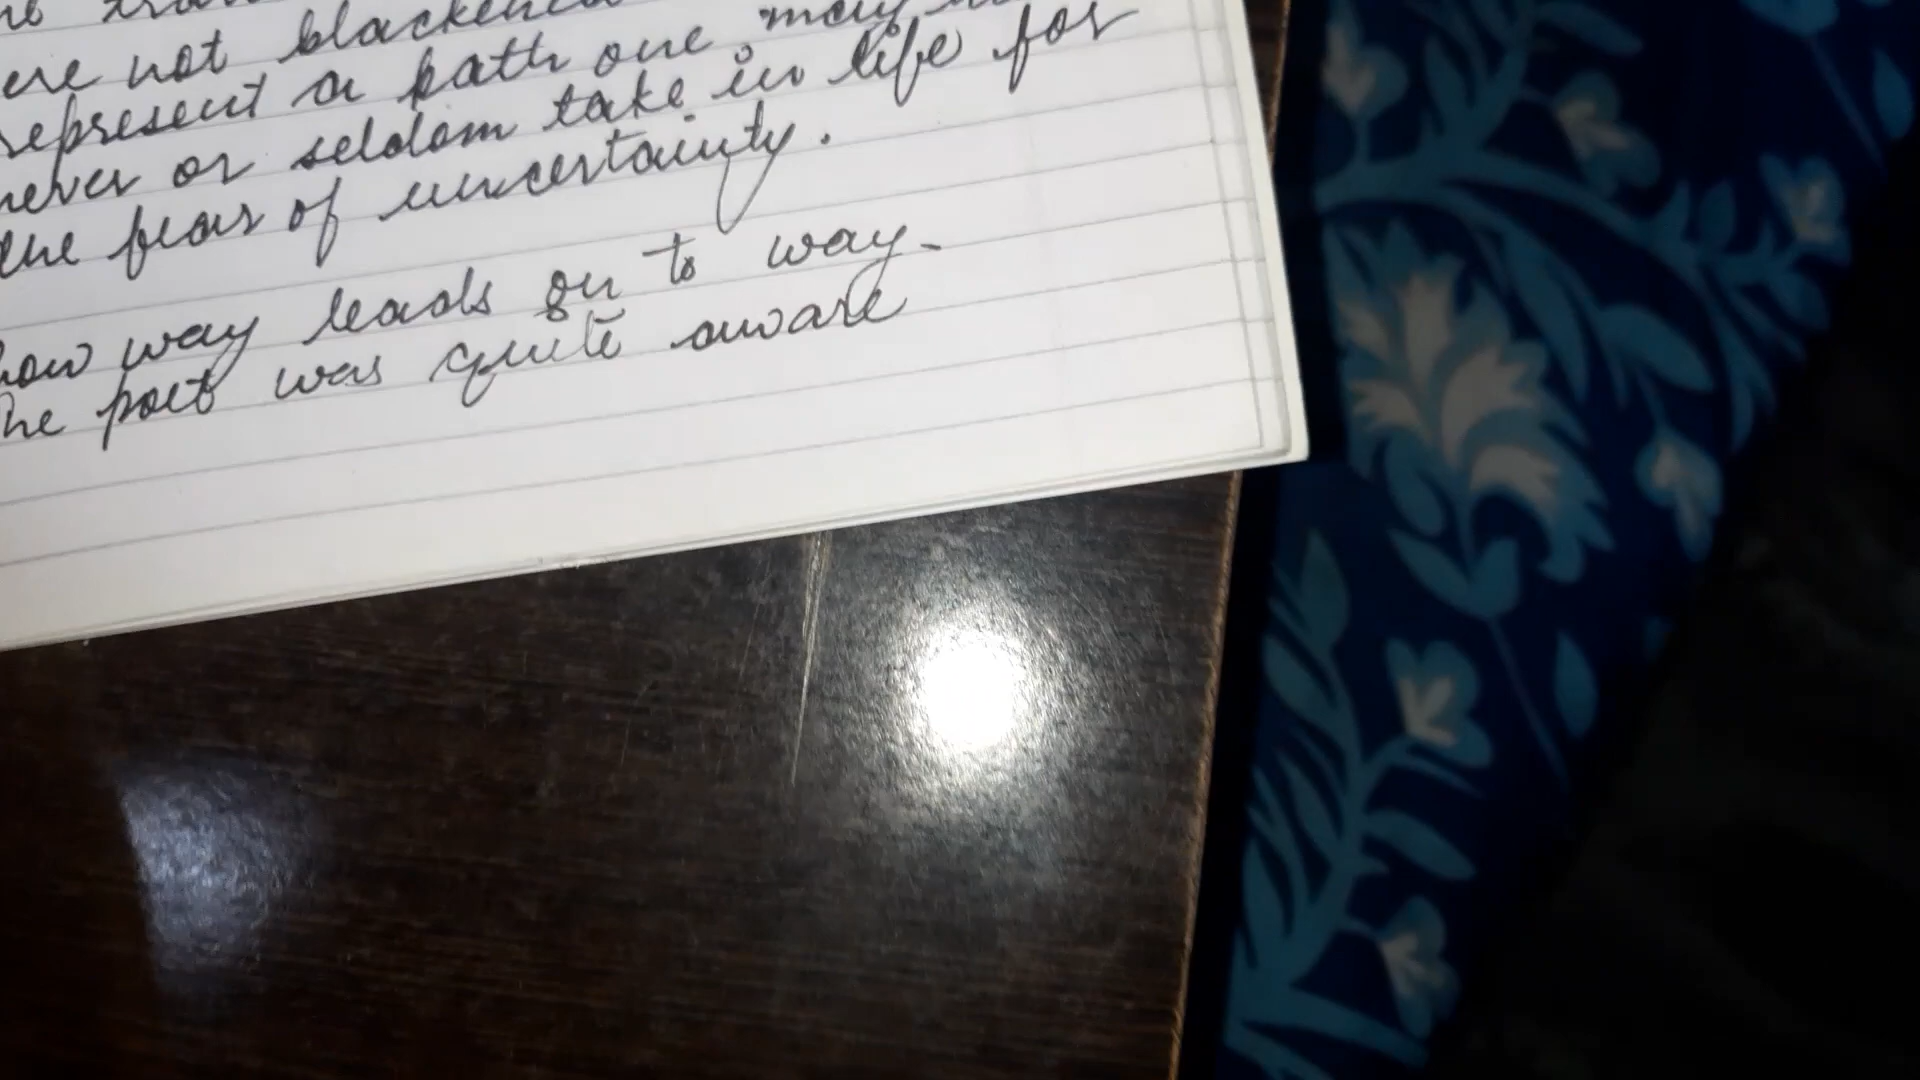 not blackened
represent a path one may
never or seldom take in life for
the fear of uncertainty.
how way leads on to way-
The poet was quite aware